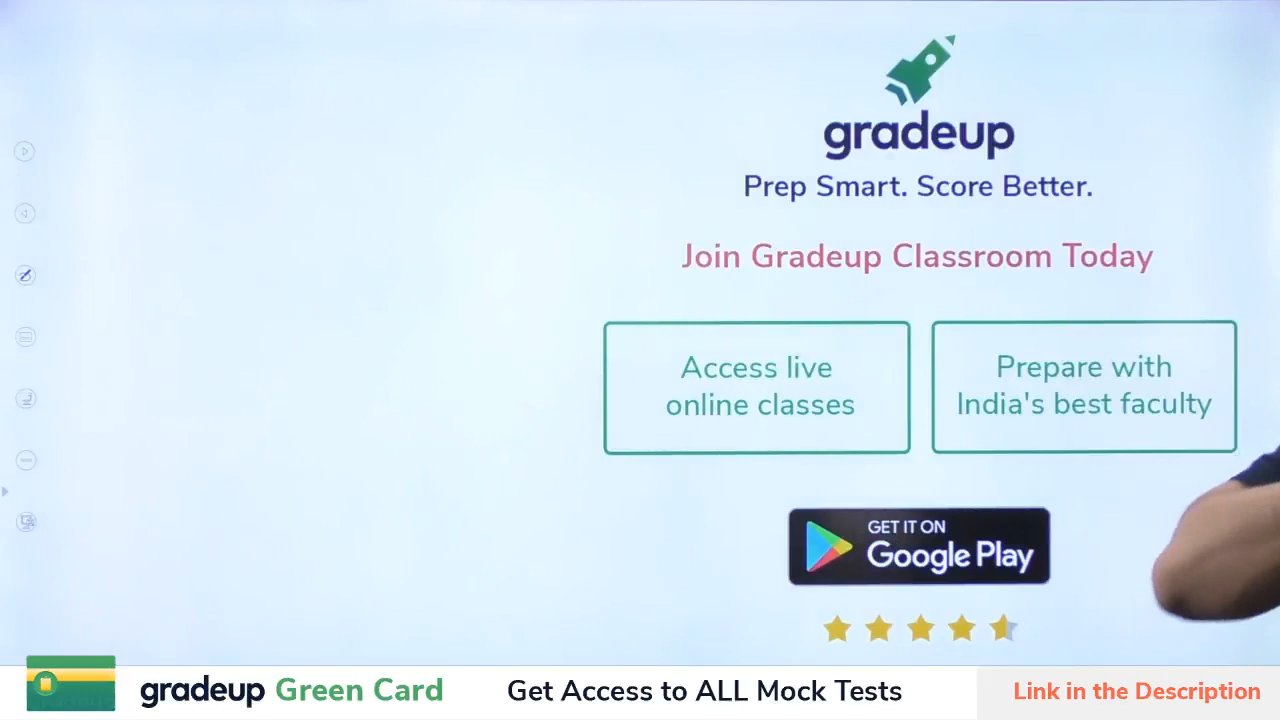 gradeup
Prep Smart. Score Better.
Join Gradeup Classroom Today
Access live
online classes
Prepare with
India's best faculty
GET IT ON
Google Play
gradeup Green Card
Get Access to ALL Mock Tests
Link in the Description